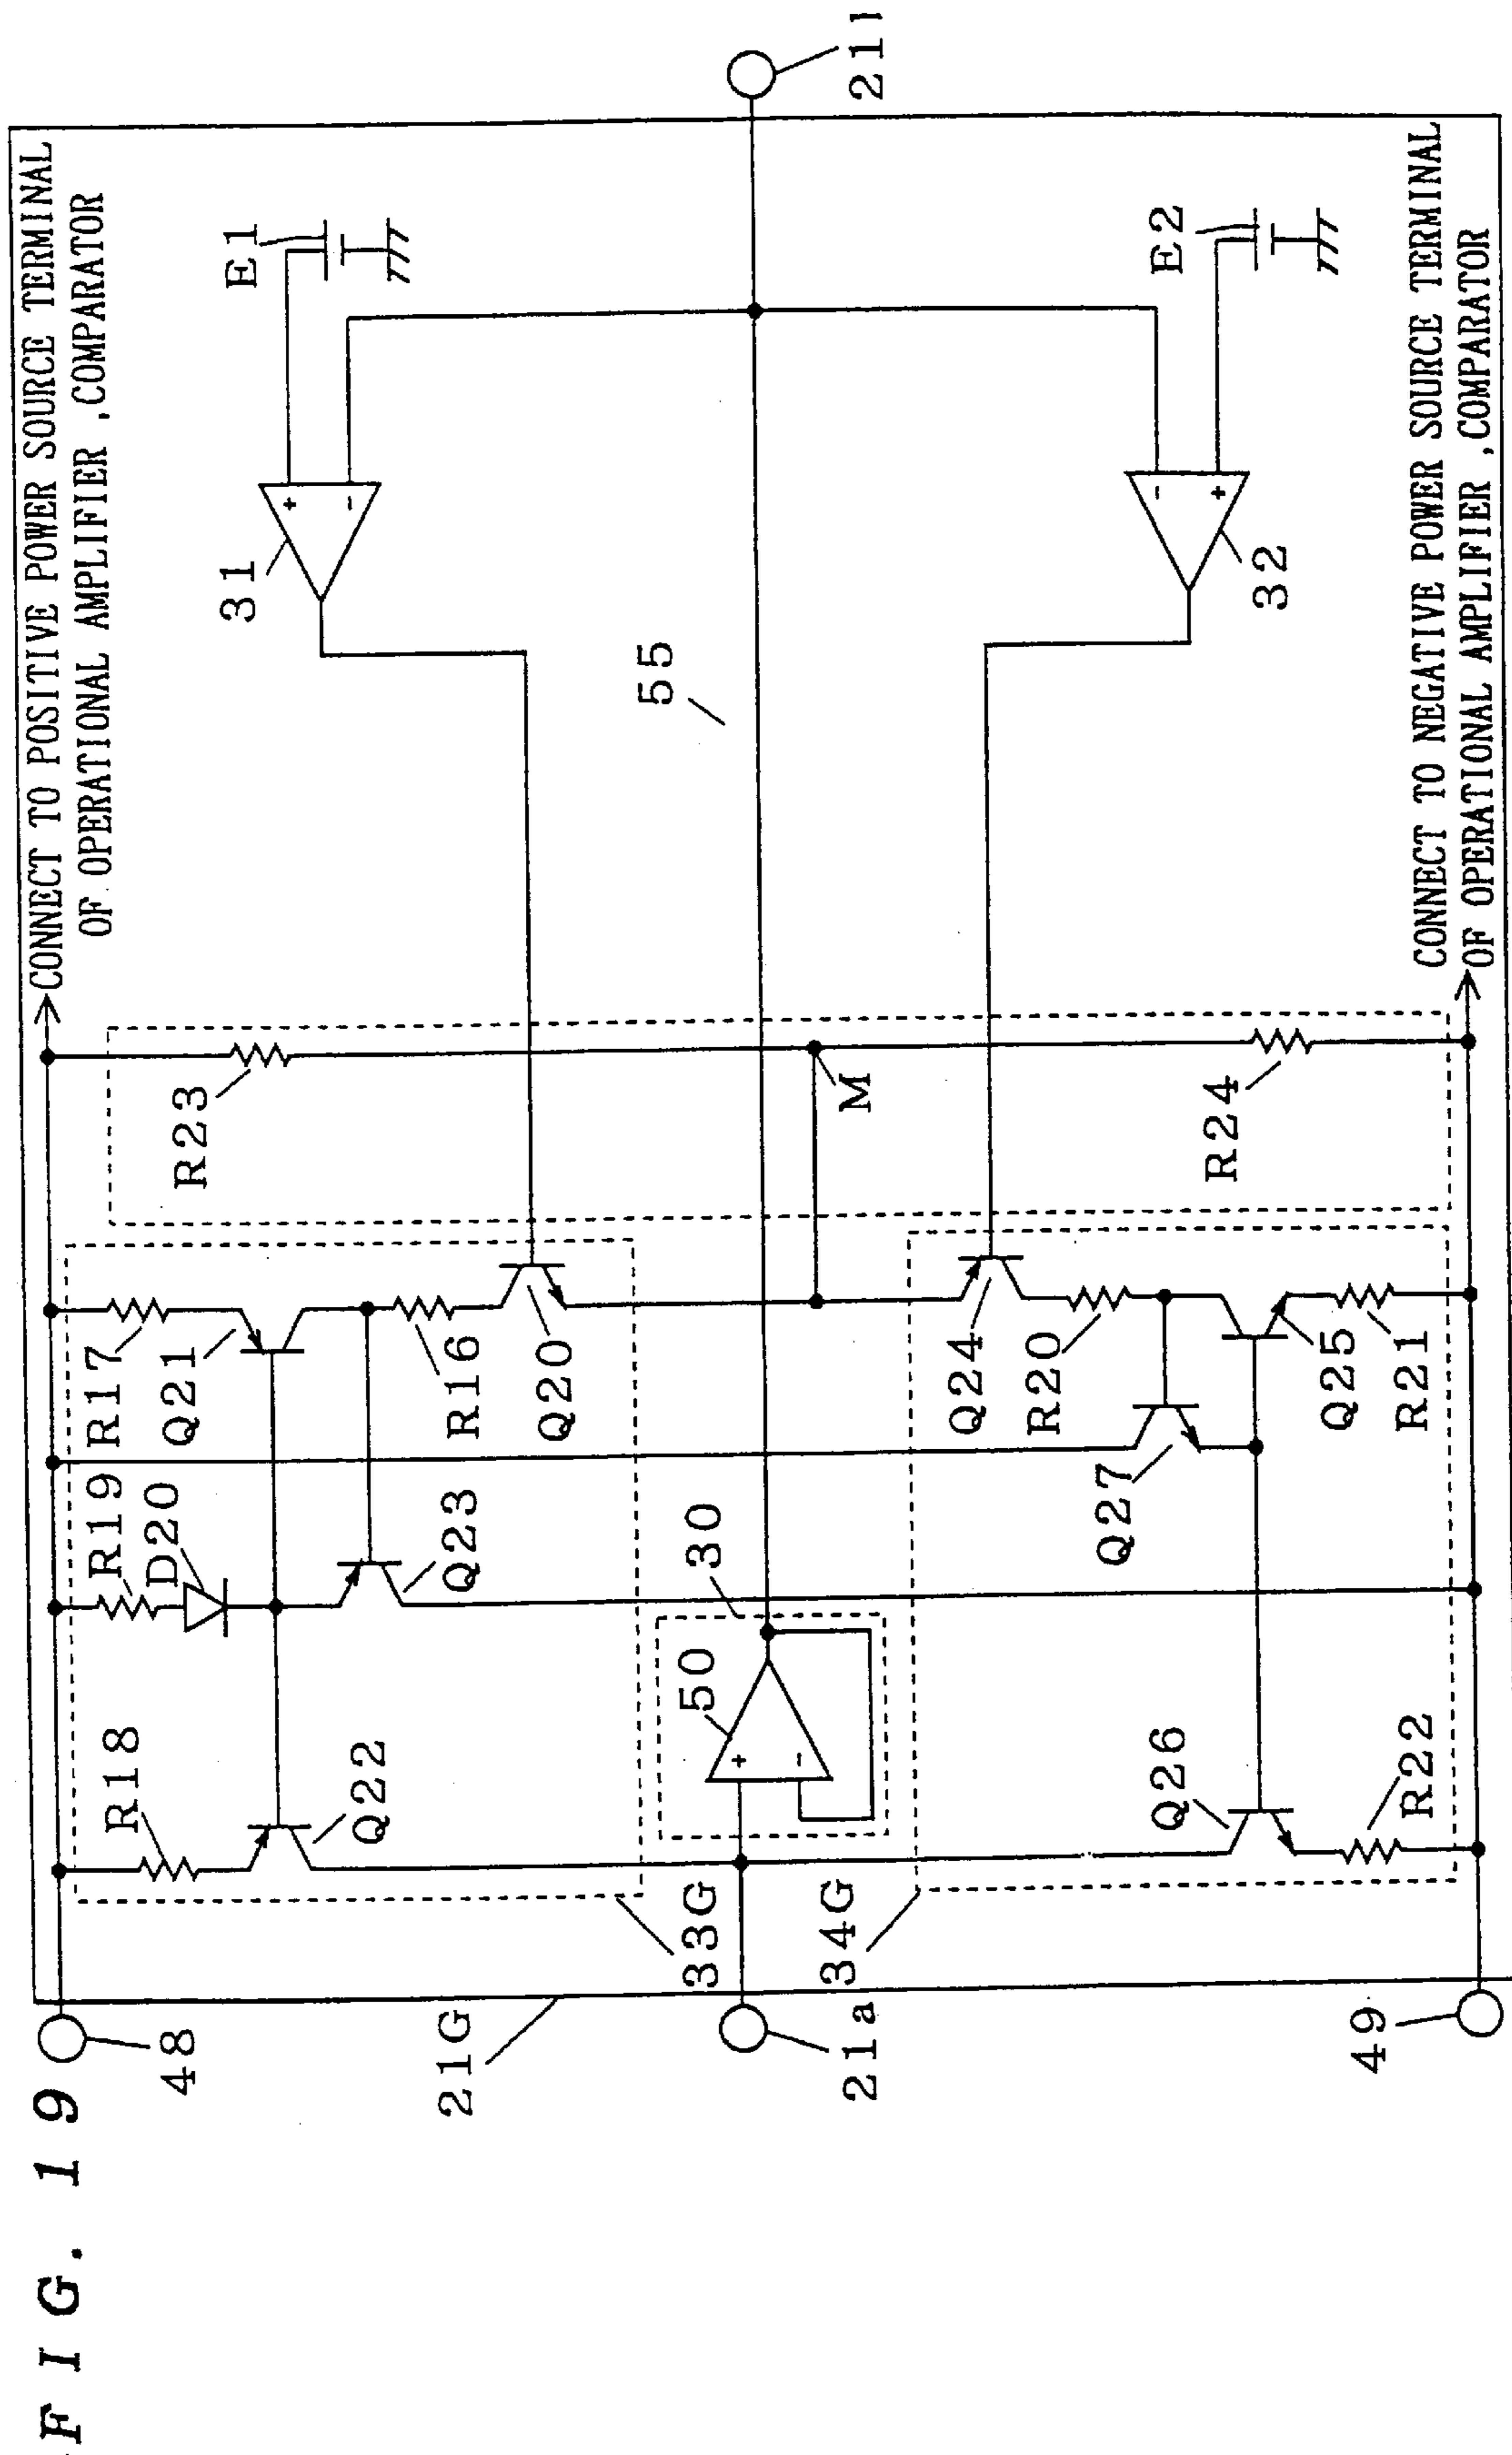 FIG. 19
48
21G
21a
49
33G
34G
R18
Q22
R19
D20
Q23
R17
Q21
R16
Q20
50
30
Q26
R22
Q27
Q24
R20
Q25
R21
R23
M
R24
CONNECT TO POSITIVE POWER SOURCE TERMINAL
OF OPERATIONAL AMPLIFIER ,COMPARATOR
31
+
-
E1
55
32
-
+
E2
+
-
CONNECT TO NEGATIVE POWER SOURCE TERMINAL
OF OPERATIONAL AMPLIFIER ,COMPARATOR